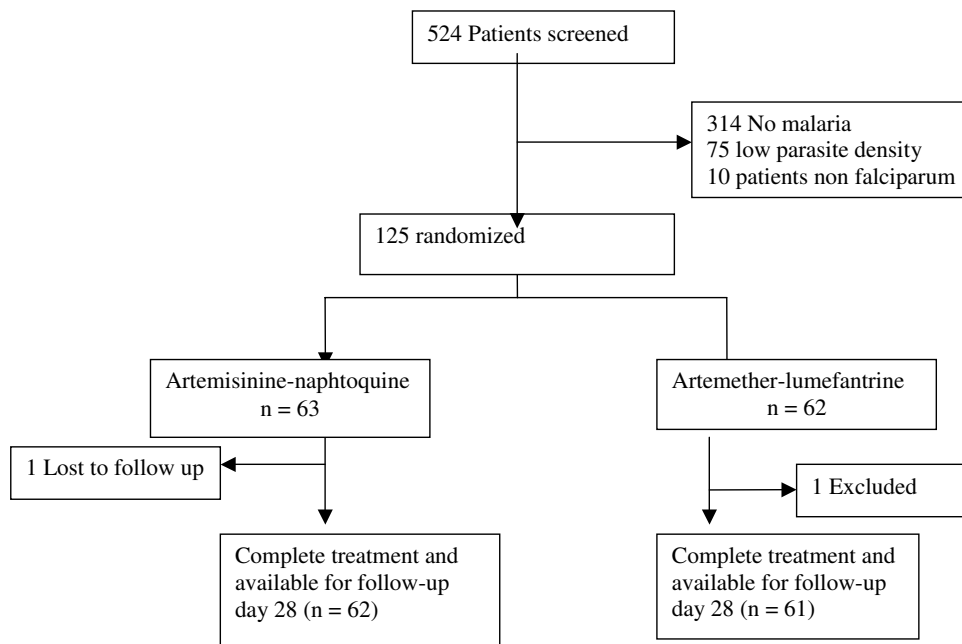 524 Patients screened
314 No malaria
75 low parasite density
10 patients non falciparum
125 randomized
Artemisinine-naphtoquine
n = 63
Artemether-lumefantrine
n = 62
1 Lost to follow up
1 Excluded
Complete treatment and
available for follow-up
day 28 (n = 62)
Complete treatment and
available for follow-up
day 28 (n = 61)